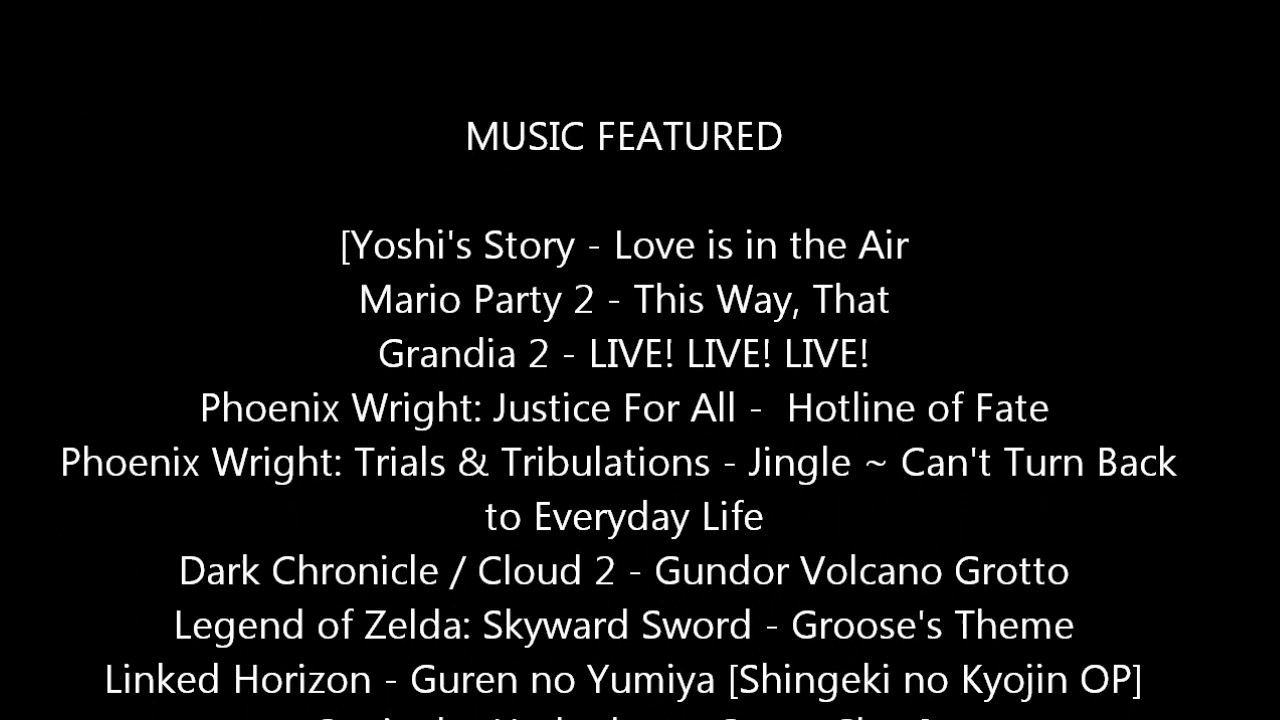 MUSIC FEATURED
[Yoshi's Story - Love is in the Air
Mario Party 2 - This Way, That
Grandia 2 - LIVE! LIVE! LIVE!
Phoenix Wright: Justice For All -  Hotline of Fate
Phoenix Wright: Trials & Tribulations - Jingle ~ Can't Turn Back
to Everyday Life
Dark Chronicle / Cloud 2 - Gundor Volcano Grotto
Legend of Zelda: Skyward Sword - Groose's Theme
Linked Horizon - Guren no Yumiya [Shingeki no Kyojin OP]